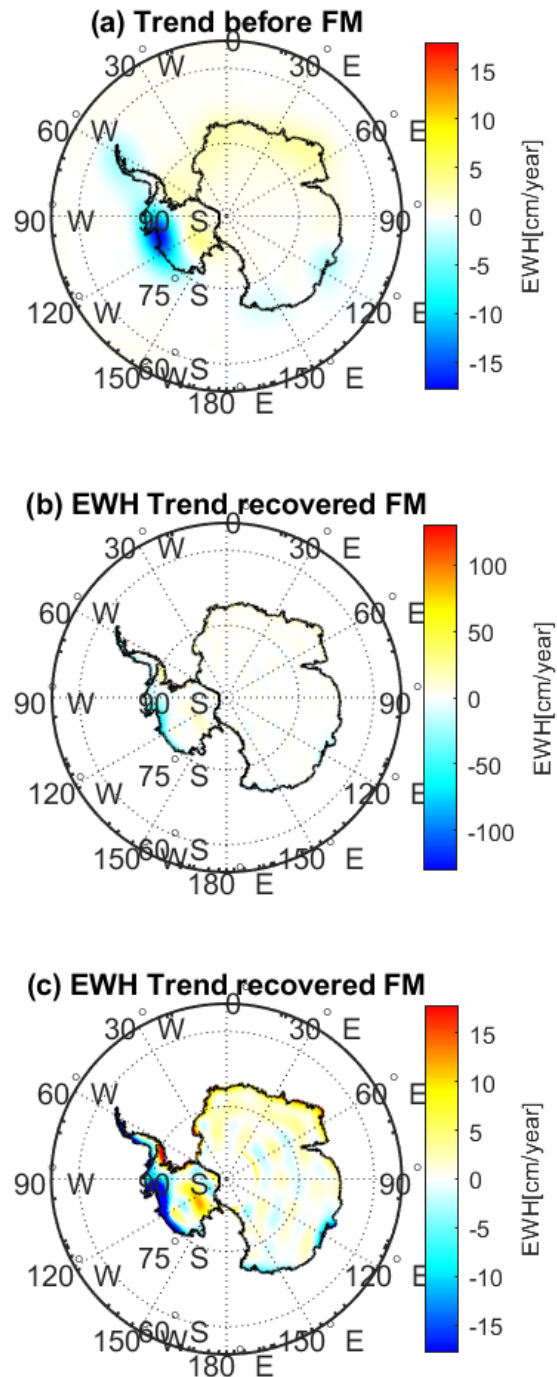 (a) Trend before FM
0°
30° W
30° E
60° W
60° E
90° W
90° S
90° E
75° S
120° W
120° E
60° S
150° W
150° E
180° E
15
10
5
0
-5
-10
-15
EWH[cm/year]
(b) EWH Trend recovered FM
0°
30° W
30° E
60° W
60° E
90° W
90° S
90° E
75° S
120° W
120° E
60° S
150° W
150° E
180° E
100
50
0
-50
-100
EWH[cm/year]
(c) EWH Trend recovered FM
0°
30° W
30° E
60° W
60° E
90° W
90° S
90° E
75° S
120° W
120° E
60° S
150° W
150° E
180° E
15
10
5
0
-5
-10
-15
EWH[cm/year]